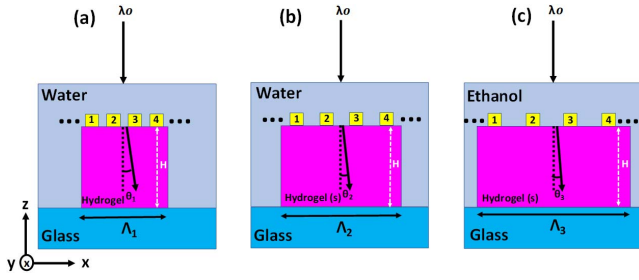 (a)
λo
Water
1 2 3 4
H
Hydrogel
θ1
Λ1
Glass
z
y x x
(b)
λo
Water
1 2 3 4
H
Hydrogel (s)
θ2
Λ2
Glass
(c)
λo
Ethanol
1 2 3 4
H
Hydrogel (s)
θ3
Λ3
Glass